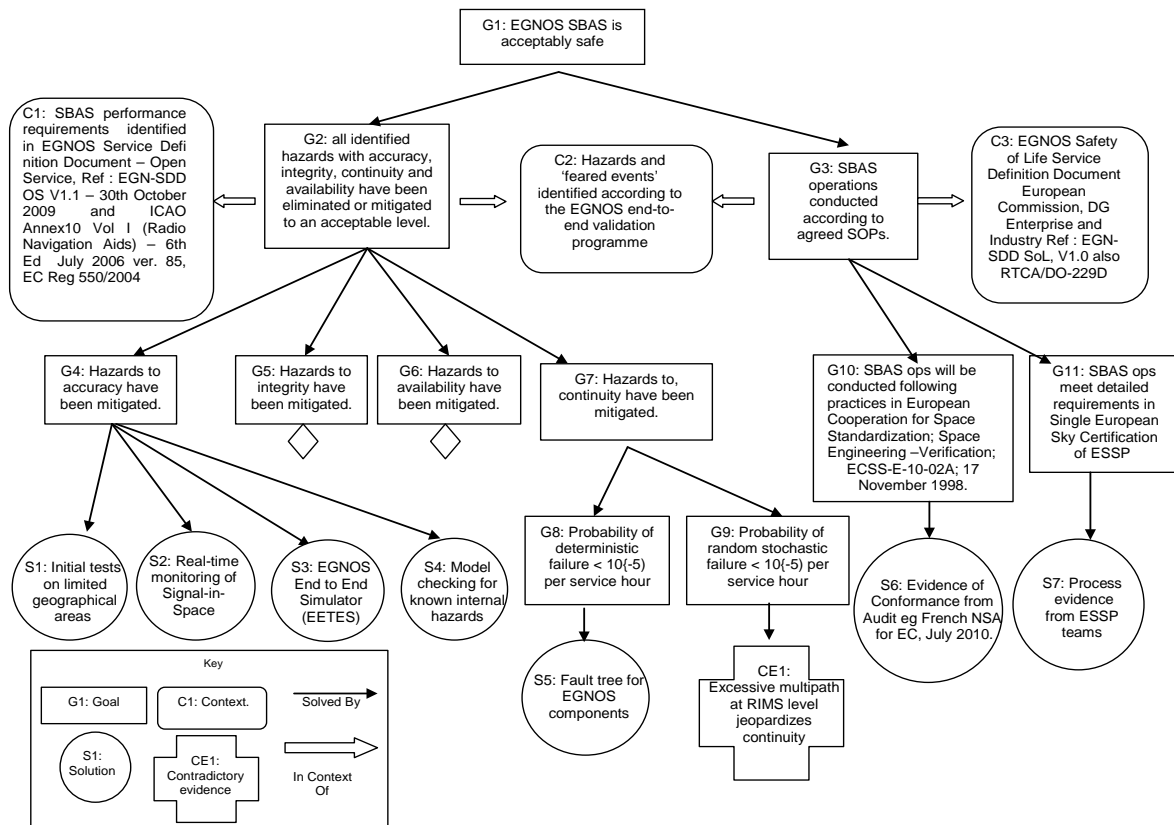 G1: EGNOS SBAS is
acceptably safe
C1: SBAS performance
requirements identified
in EGNOS Service Defi
nition Document – Open
Service, Ref : EGN-SDD
OS V1.1 – 30th October
2009 and ICAO
Annex10 Vol I (Radio
Navigation Aids) – 6th
Ed July 2006 ver. 85,
EC Reg 550/2004
G2: all identified
hazards with accuracy,
integrity, continuity
and availability have been
eliminated or mitigated
to an acceptable level.
C2: Hazards and
‘feared events’
identified according to
the EGNOS end-to-
end validation
programme
G3: SBAS
operations
conducted
according to
agreed SOPs.
C3: EGNOS Safety
of Life Service
Definition Document
European
Commission, DG
Enterprise and
Industry Ref : EGN-
SDD SoL, V1.0 also
RTCA/DO-229D
G4: Hazards to
accuracy have
been mitigated.
G5: Hazards to
integrity have
been mitigated.
G6: Hazards to
availability have
been mitigated.
G7: Hazards to,
continuity have been
mitigated.
G10: SBAS ops will be
conducted following
practices in European
Cooperation for Space
Standardization; Space
Engineering –Verification;
ECSS-E-10-02A; 17
November 1998.
G11: SBAS ops
meet detailed
requirements in
Single European
Sky Certification
of ESSP
S1: Initial tests
on limited
geographical
areas
S2: Real-time
monitoring of
Signal-in-
Space
S3: EGNOS
End to End
Simulator
(EETES)
S4: Model
checking for
known internal
hazards
G8: Probability of
deterministic
failure < 10{-5)
per service hour
G9: Probability of
random stochastic
failure < 10{-5) per
service hour
S6: Evidence of
Conformance from
Audit eg French NSA
for EC, July 2010.
S7: Process
evidence
from ESSP
teams
S5: Fault tree for
EGNOS
components
CE1:
Excessive multipath
at RIMS level
jeopardizes
continuity
Key
G1: Goal
C1: Context.
Solved By
S1:
Solution
CE1:
Contradictory
evidence
In Context
Of